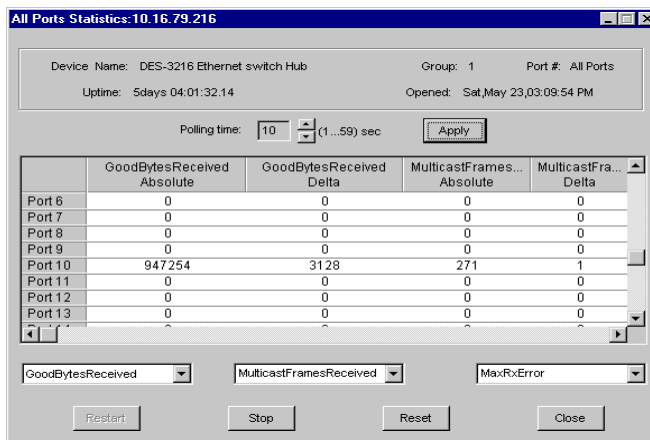 All Ports Statistics:10.16.79.216
Device Name: DES-3216 Ethernet switch Hub Group: 1 Port #: All Ports
Uptime: 5days 04:01:32.14 Opened: Sat,May 23,03:09:54 PM
Polling time: 10 (1...59) sec Apply
GoodBytesReceived Absolute GoodBytesReceived Delta MulticastFrames... Absolute MulticastFra... Delta
Port 6 0 0 0 0
Port 7 0 0 0 0
Port 8 0 0 0 0
Port 9 0 0 0 0
Port 10 947254 3128 271 1
Port 11 0 0 0 0
Port 12 0 0 0 0
Port 13 0 0 0 0
GoodBytesReceived MulticastFramesReceived MaxRxError
Restart Stop Reset Close